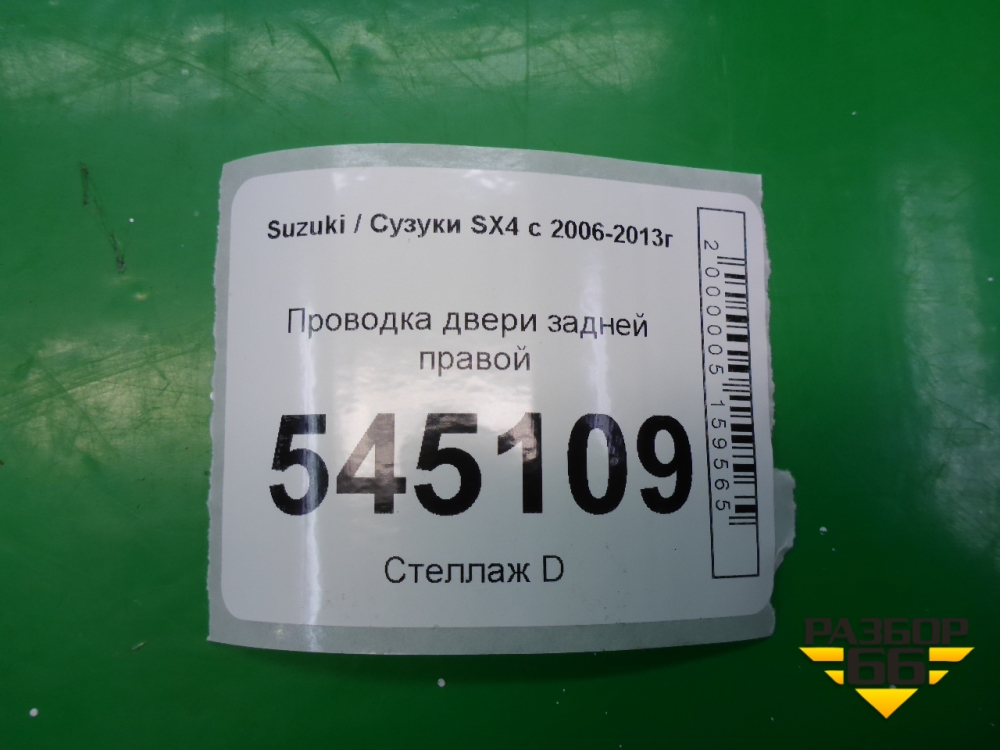 Suzuki / Сузуки SX4 с 2006-2013г
Проводка двери задней
правой
545109
Стеллаж D
2000005159565
РАЗБОР
66